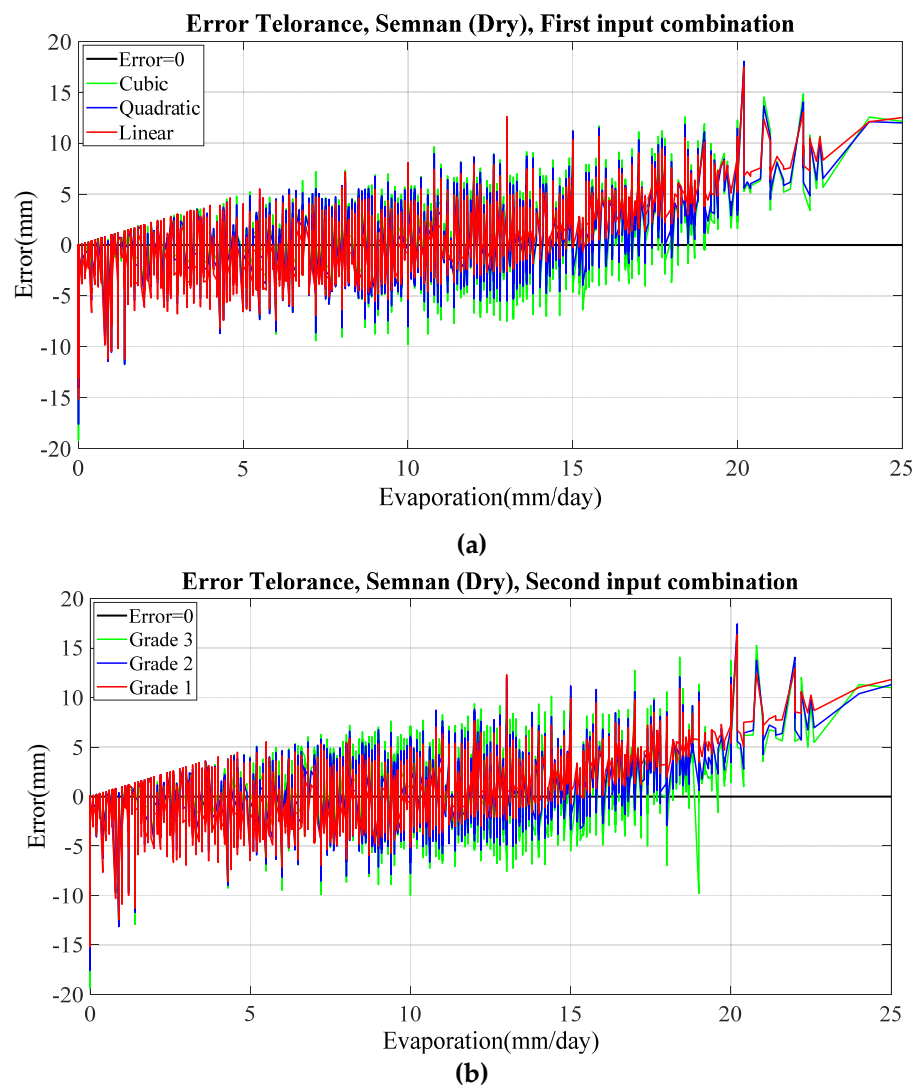 Error Telorance, Semnan (Dry), First input combination
20
15
10
5
0
-5
-10
-15
-20
Error(mm)
Error=0
Cubic
Quadratic
Linear
0 5 10 15 20 25
Evaporation(mm/day)
(a)
Error Telorance, Semnan (Dry), Second input combination
20
15
10
5
0
-5
-10
-15
-20
Error(mm)
Error=0
Grade 3
Grade 2
Grade 1
0 5 10 15 20 25
Evaporation(mm/day)
(b)